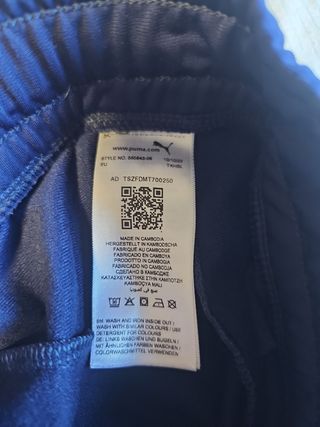 www.puma.com
STYLE NO. 586843-06
EU
AD TSZFDMT700250
MADE IN CAMBODIA
HERGESTELLT IN KAMBODSCHA
FABRIQUÉ AU CAMBODGE
FABRICADO EN CAMBOYA
PRODOTTO IN CAMBOGIA
FABRICADO NO CAMBOJA
СДЕЛАНО В КАМБОДЖЕ
ΚΑΤΑΣΚΕΥΑΣΤΗΚΕ ΣΤΗΝ ΚΑΜΠΟΤΖΗ
KAMBOÇYA MALI
صنع في كمبوديا
EN: WASH AND IRON INSIDE OUT /
WASH WITH SIMILAR COLOURS / USE
DETERGENT FOR COLOURS
DE: LINKS WASCHEN UND BÜGELN /
MIT ÄHNLICHEN FARBEN WASCHEN /
COLORWASCHMITTEL VERWENDEN